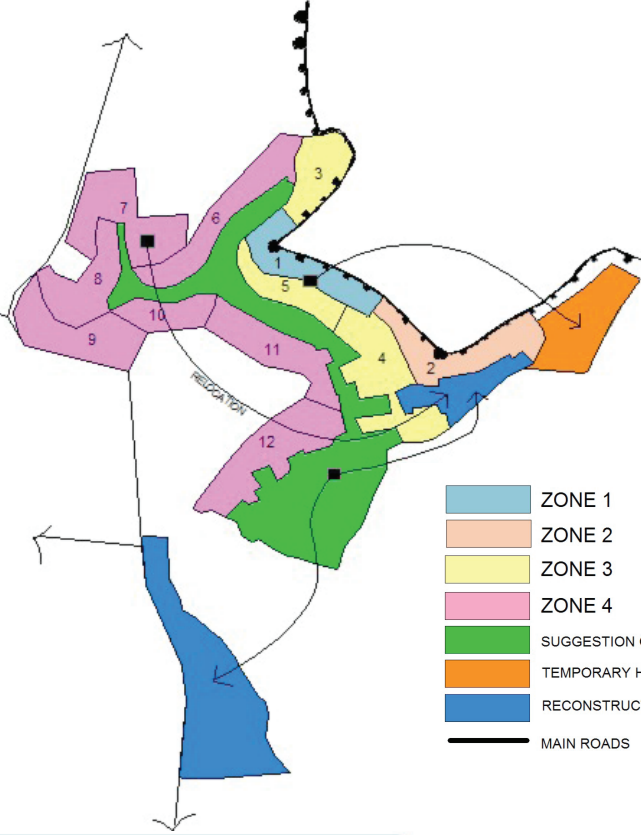 3
7
6
1
8
5
10
9
11
4
2
RELOCATION
12
ZONE 1
ZONE 2
ZONE 3
ZONE 4
SUGGESTION
TEMPORARY
RECONSTRUC
MAIN ROADS